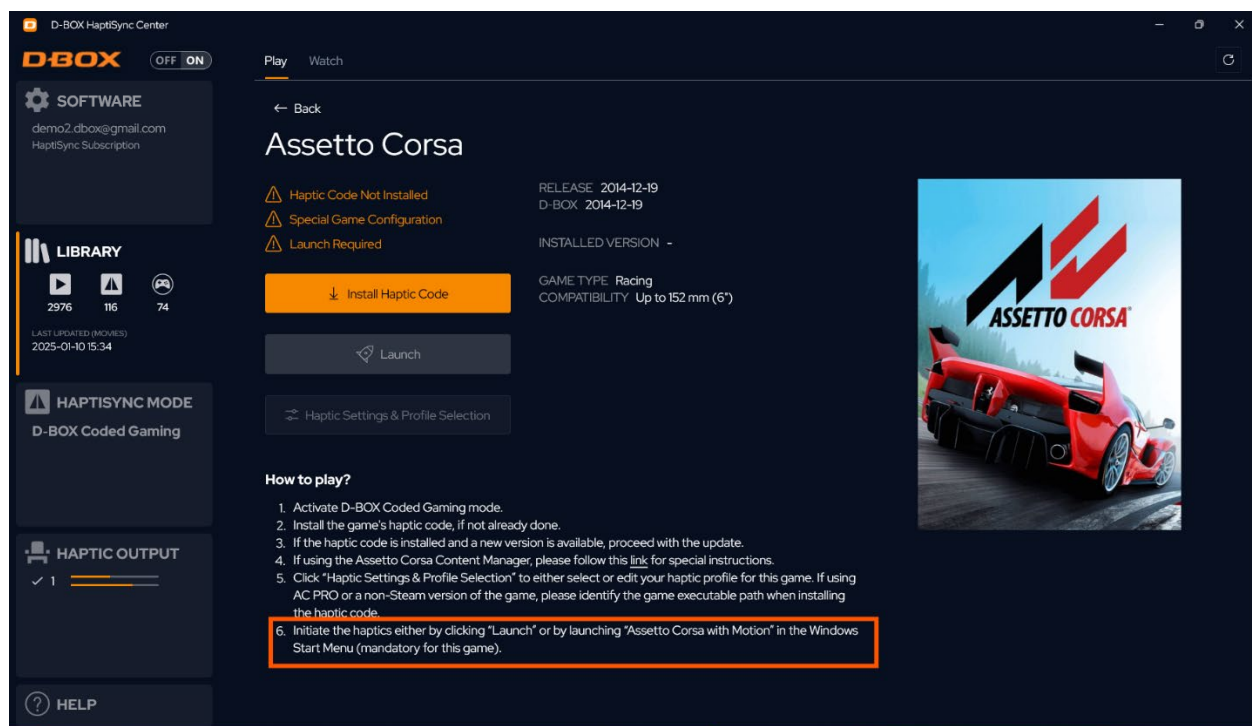 D-BOX HaptiSync Center
D-BOX
OFF ON
SOFTWARE
demo2.dbox@gmail.com
HaptiSync Subscription
LIBRARY
2976 116 74
LAST UPDATED (MOVIES)
2025-01-10 15:34
HAPTISYNC MODE
D-BOX Coded Gaming
HAPTIC OUTPUT
1
HELP
Play Watch
← Back
Assetto Corsa
Haptic Code Not Installed
Special Game Configuration
Launch Required
Install Haptic Code
Launch
Haptic Settings & Profile Selection
RELEASE 2014-12-19
D-BOX 2014-12-19
INSTALLED VERSION -
GAME TYPE Racing
COMPATIBILITY Up to 152 mm (6")
ASSETTO CORSA
How to play?
1. Activate D-BOX Coded Gaming mode.
2. Install the game's haptic code, if not already done.
3. If the haptic code is installed and a new version is available, proceed with the update.
4. If using the Assetto Corsa Content Manager, please follow this link for special instructions.
5. Click "Haptic Settings & Profile Selection" to either select or edit your haptic profile for this game. If using
AC PRO or a non-Steam version of the game, please identify the game executable path when installing
the haptic code.
6. Initiate the haptics either by clicking "Launch" or by launching "Assetto Corsa with Motion" in the Windows
Start Menu (mandatory for this game).